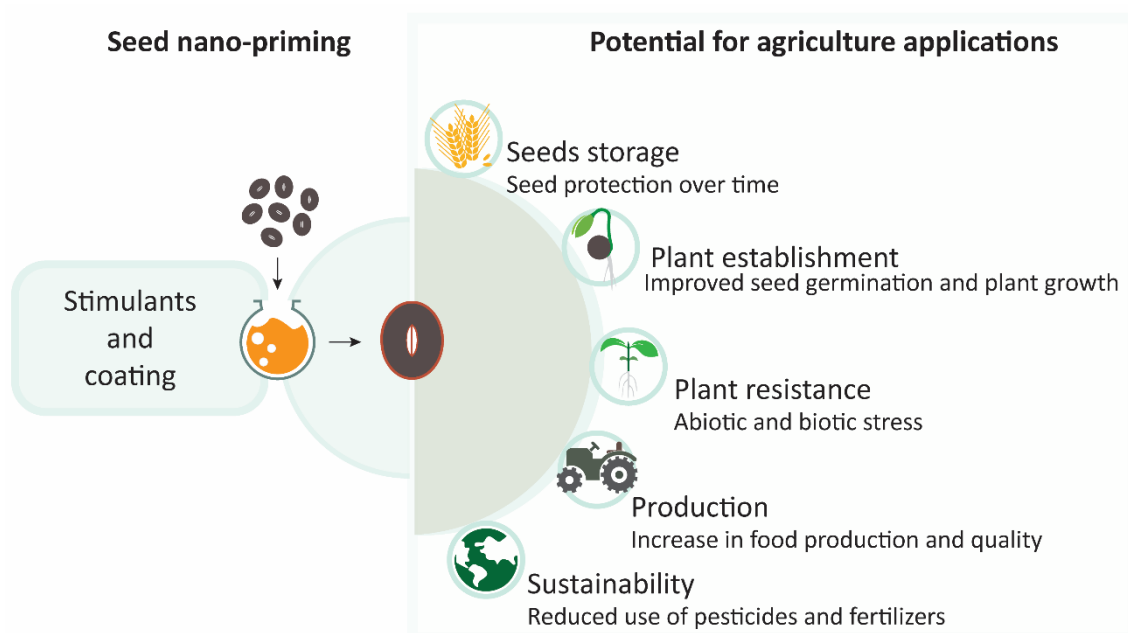 Seed nano-priming
Potential for agriculture applications
Stimulants
and
coating
Seeds storage
Seed protection over time
Plant establishment
Improved seed germination and plant growth
Plant resistance
Abiotic and biotic stress
Production
Increase in food production and quality
Sustainability
Reduced use of pesticides and fertilizers